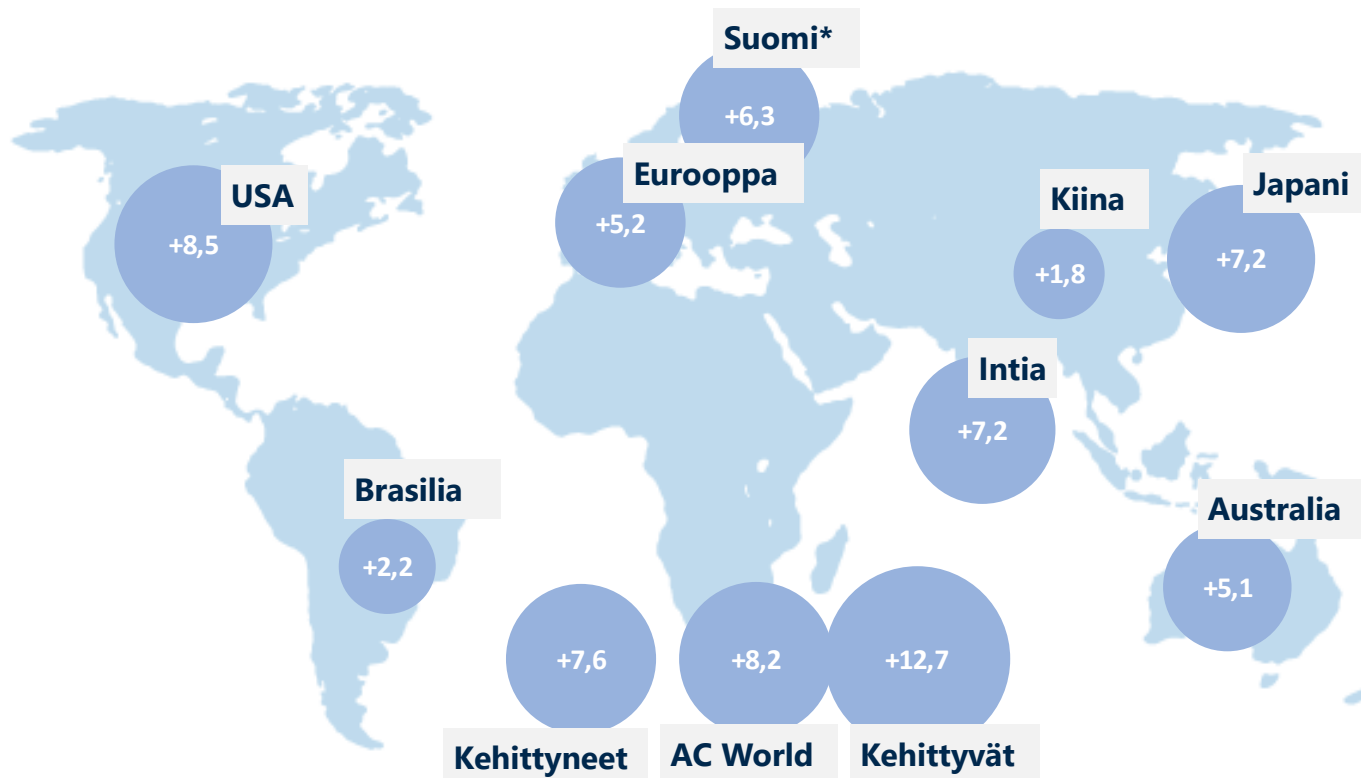 Suomi*
+6,3
Eurooppa
+5,2
USA
+8,5
Kiina
+1,8
Japani
+7,2
Intia
+7,2
Brasilia
+2,2
Australia
+5,1
+7,6
Kehittyneet
+8,2
AC World
+12,7
Kehittyvät